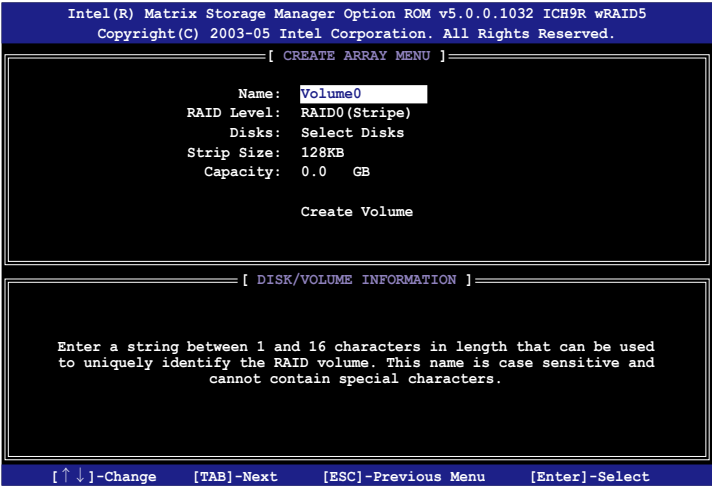 Intel(R) Matrix Storage Manager Option ROM v5.0.0.1032 ICH9R wRAID5
Copyright(C) 2003-05 Intel Corporation. All Rights Reserved.
[ CREATE ARRAY MENU ]
Name: Volume0
RAID Level: RAID0(Stripe)
Disks: Select Disks
Strip Size: 128KB
Capacity: 0.0 GB
Create Volume
[ DISK/VOLUME INFORMATION ]
Enter a string between 1 and 16 characters in length that can be used
to uniquely identify the RAID volume. This name is case sensitive and
cannot contain special characters.
[↑↓]-Change [TAB]-Next [ESC]-Previous Menu [Enter]-Select